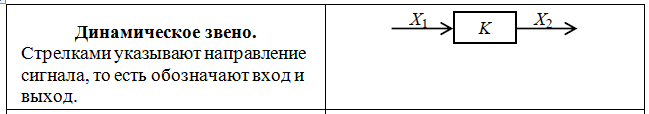 Динамическое звено.
Стрелками указывают направление
сигнала, то есть обозначают вход и
выход.
X1 K X2